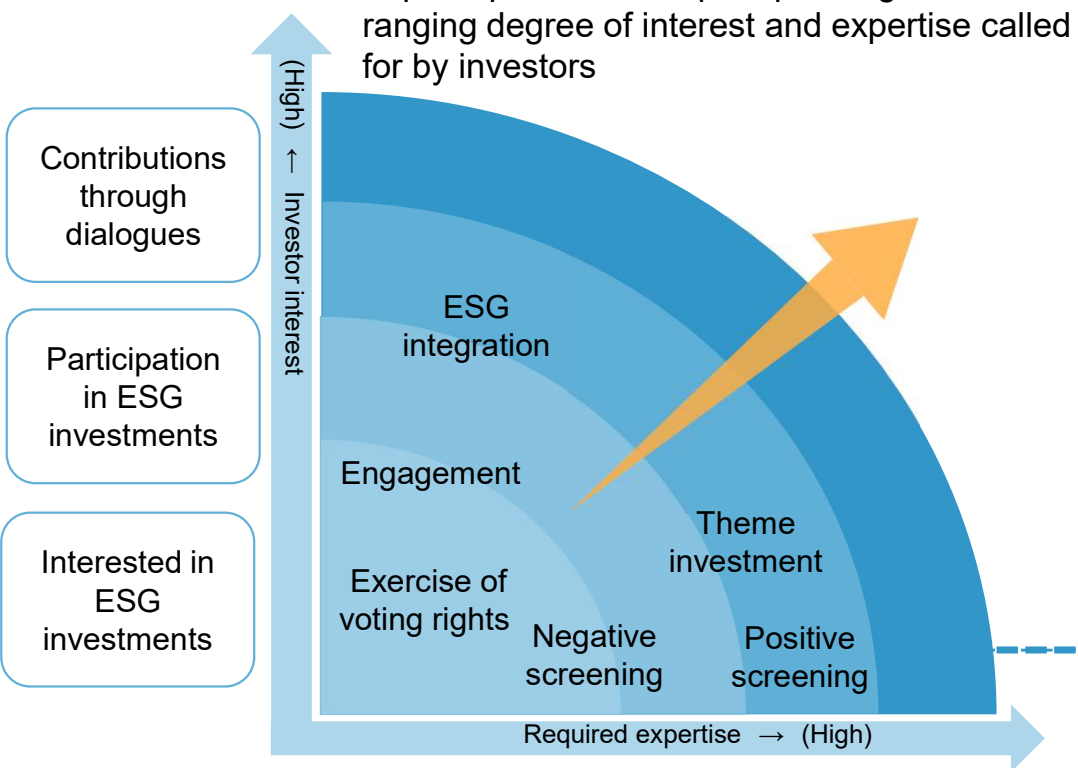 ranging degree of interest and expertise called
for by investors
(High) ← Investor interest
Contributions
through
dialogues
Participation
in ESG
investments
Interested in
ESG
investments
ESG
integration
Engagement
Theme
investment
Exercise of
voting rights
Negative
screening
Positive
screening
Required expertise → (High)